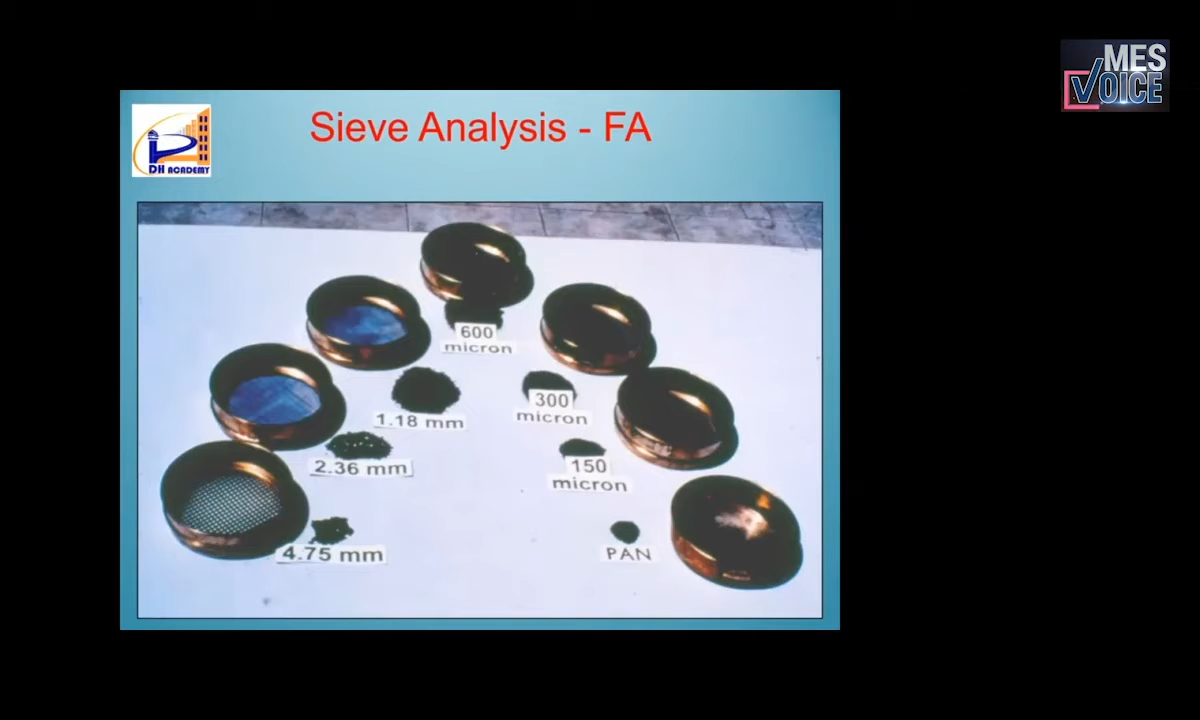 MES
VOICE
DH ACADEMY
Sieve Analysis - FA
600
micron
1.18 mm
300
micron
2.36 mm
150
micron
4.75 mm
PAN